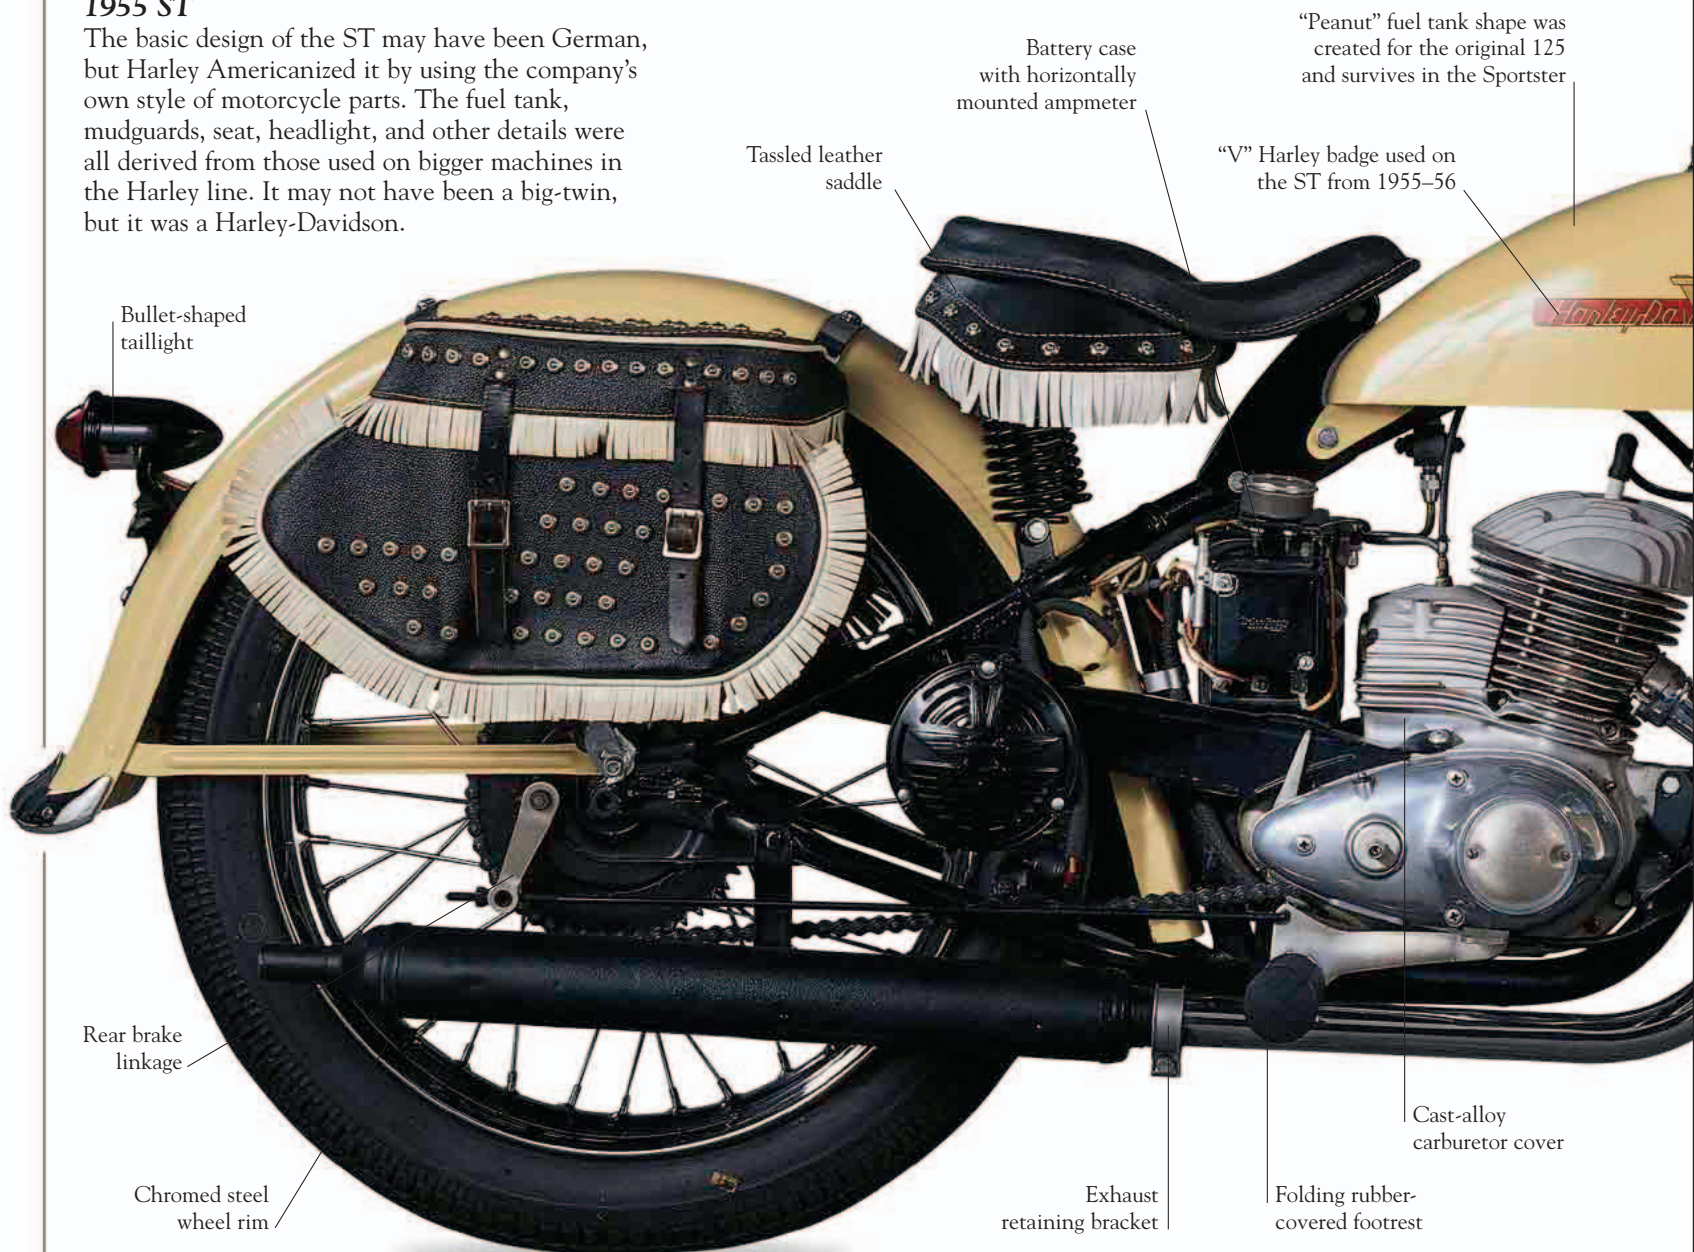 1955 ST
The basic design of the ST may have been German,
but Harley Americanized it by using the company's
own style of motorcycle parts. The fuel tank,
mudguards, seat, headlight, and other details were
all derived from those used on bigger machines in
the Harley line. It may not have been a big-twin,
but it was a Harley-Davidson.
Battery case
with horizontally
mounted ampmeter
“Peanut” fuel tank shape was
created for the original 125
and survives in the Sportster
Tassled leather
saddle
“V” Harley badge used on
the ST from 1955–56
Bullet-shaped
taillight
Harley-Dav
Rear brake
linkage
Chromed steel
wheel rim
Exhaust
retaining bracket
Folding rubber-
covered footrest
Cast-alloy
carburetor cover